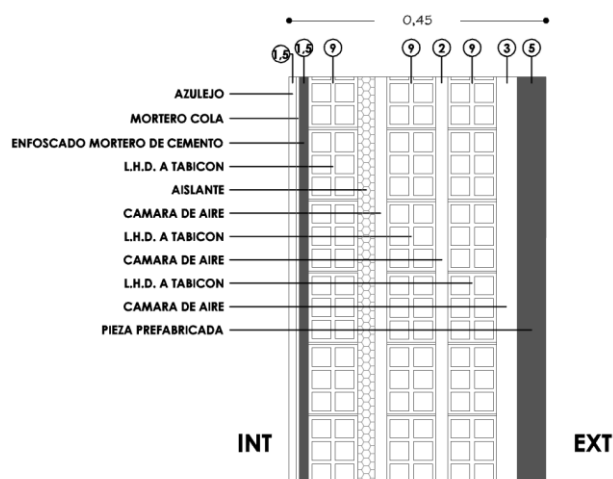 0,45
1,5 1,5 9 9 2 9 3 5
AZULEJO
MORTERO COLA
ENFOSCADO MORTERO DE CEMENTO
L.H.D. A TABICON
AISLANTE
CAMARA DE AIRE
L.H.D. A TABICON
CAMARA DE AIRE
L.H.D. A TABICON
CAMARA DE AIRE
PIEZA PREFABRICADA
INT EXT